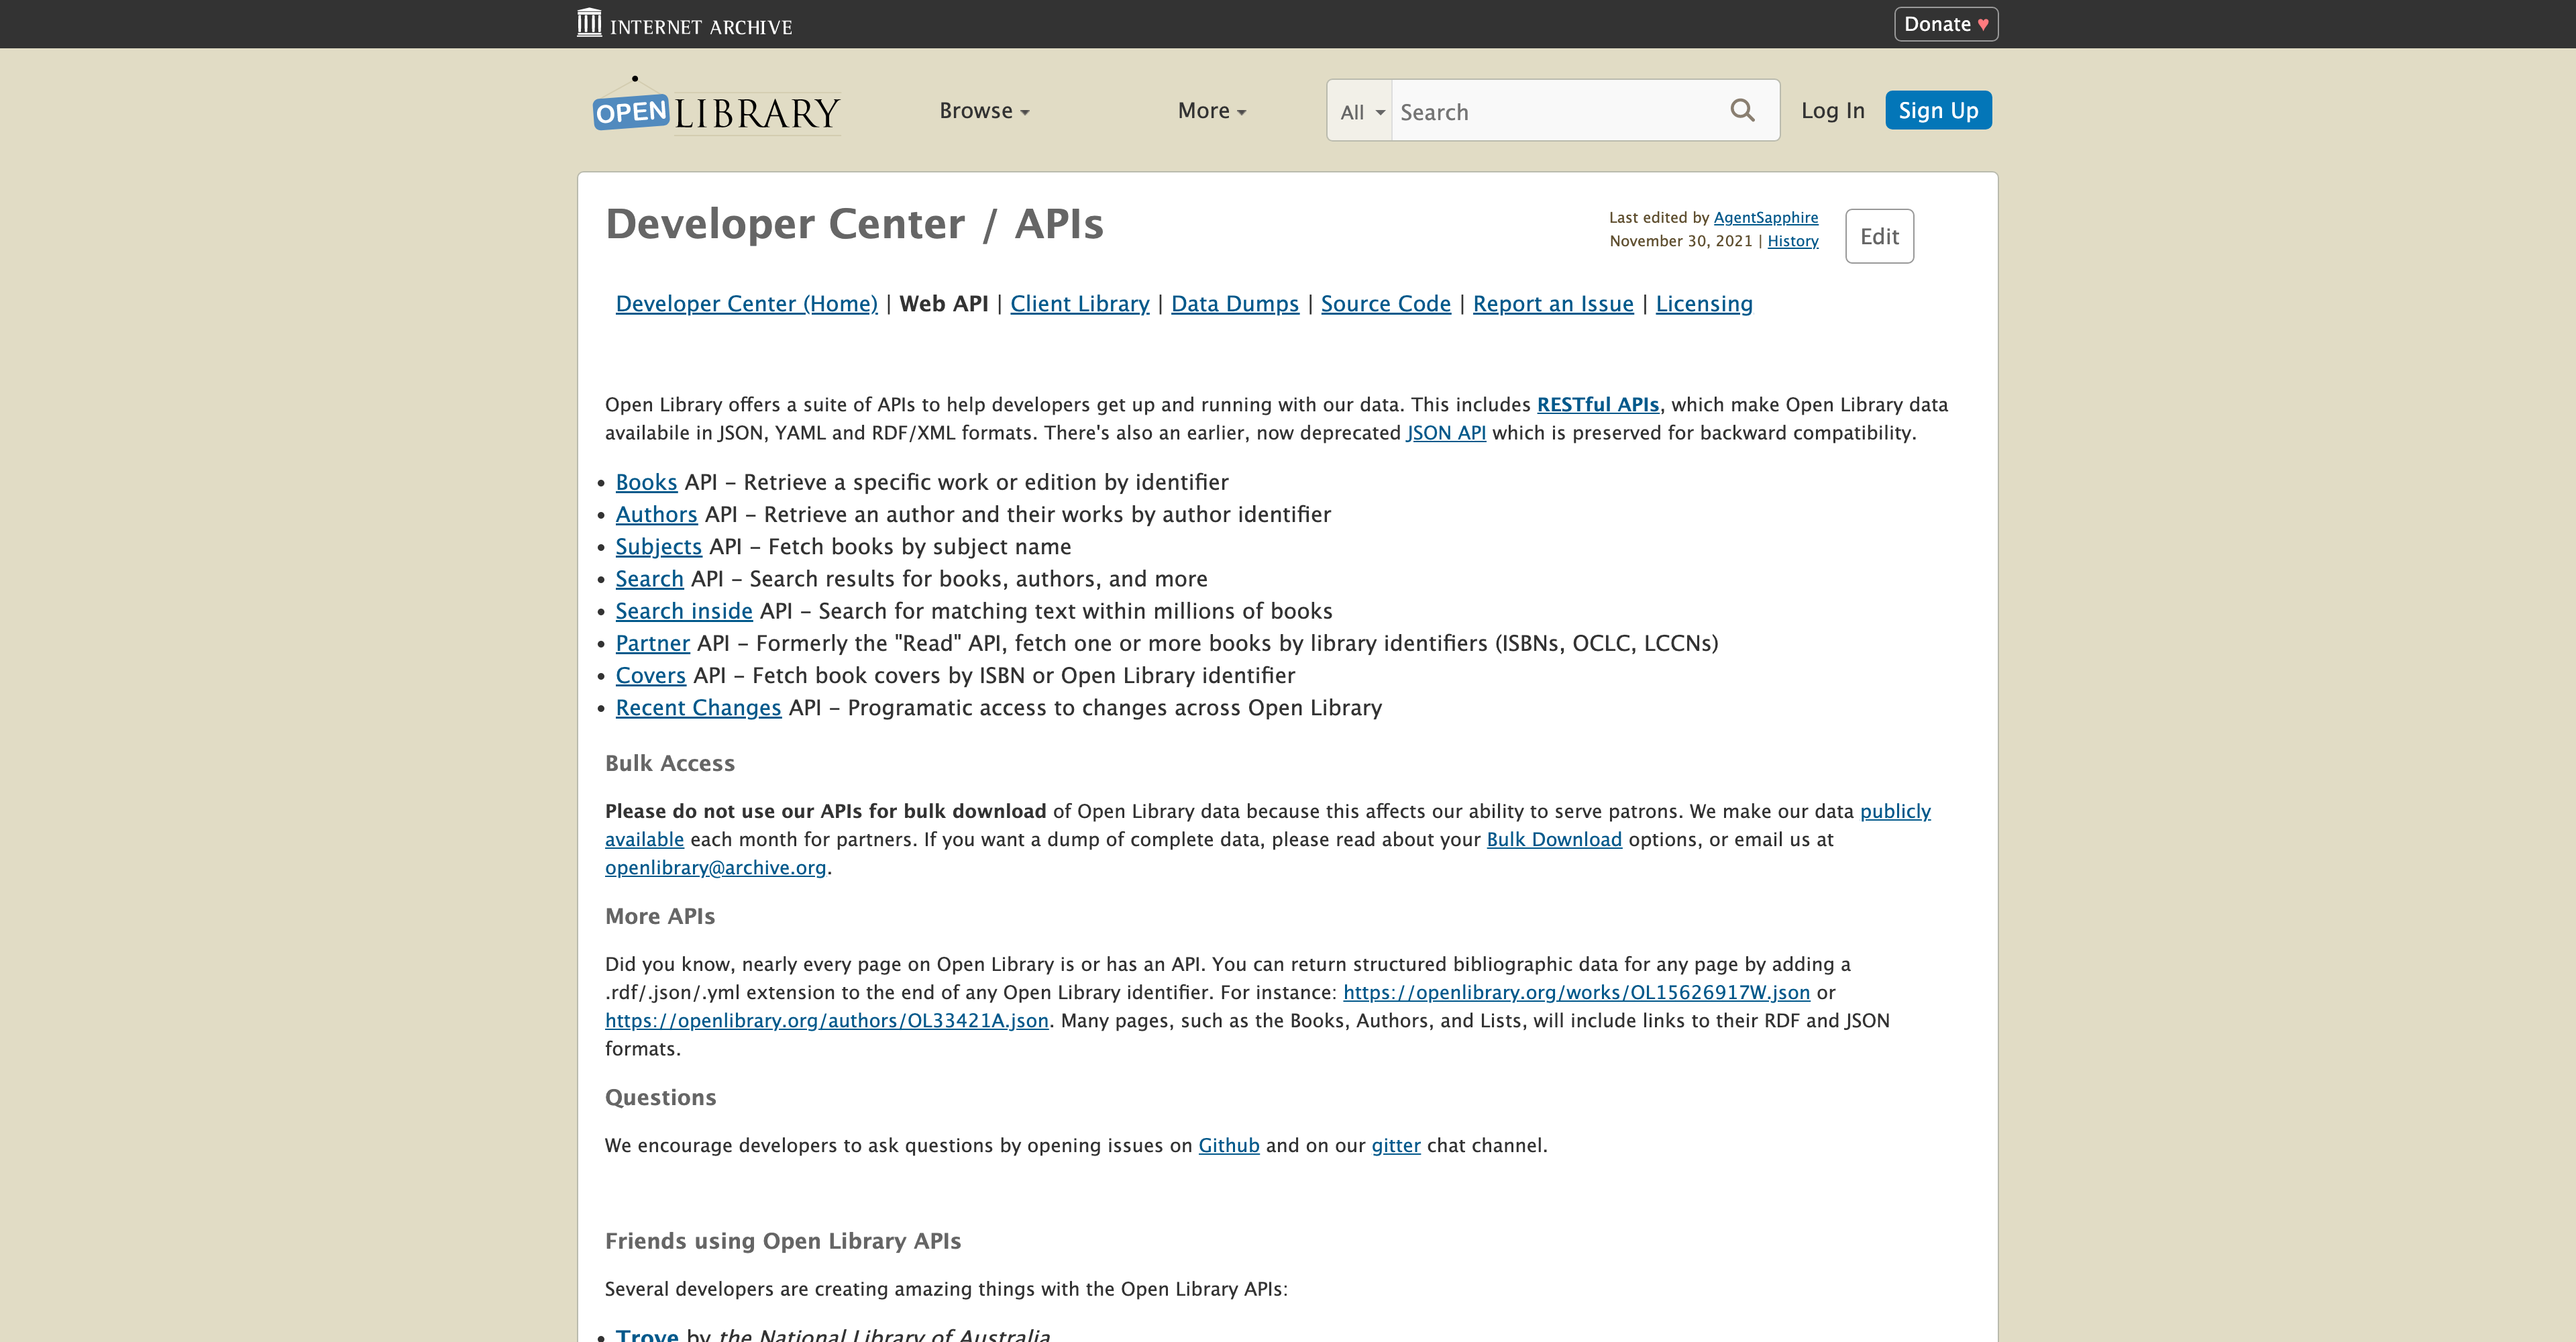 INTERNET ARCHIVE
Donate ♥
OPEN LIBRARY
Browse
More
All
Search
Log In
Sign Up
Developer Center / APIs
Last edited by AgentSapphire
November 30, 2021 | History
Edit
Developer Center (Home) | Web API | Client Library | Data Dumps | Source Code | Report an Issue | Licensing
Open Library offers a suite of APIs to help developers get up and running with our data. This includes RESTful APIs, which make Open Library data
availabile in JSON, YAML and RDF/XML formats. There's also an earlier, now deprecated JSON API which is preserved for backward compatibility.
• Books API – Retrieve a specific work or edition by identifier
• Authors API – Retrieve an author and their works by author identifier
• Subjects API – Fetch books by subject name
• Search API – Search results for books, authors, and more
• Search inside API – Search for matching text within millions of books
• Partner API – Formerly the "Read" API, fetch one or more books by library identifiers (ISBNs, OCLC, LCCNs)
• Covers API – Fetch book covers by ISBN or Open Library identifier
• Recent Changes API – Programatic access to changes across Open Library
Bulk Access
Please do not use our APIs for bulk download of Open Library data because this affects our ability to serve patrons. We make our data publicly
available each month for partners. If you want a dump of complete data, please read about your Bulk Download options, or email us at
openlibrary@archive.org.
More APIs
Did you know, nearly every page on Open Library is or has an API. You can return structured bibliographic data for any page by adding a
.rdf/.json/.yml extension to the end of any Open Library identifier. For instance: https://openlibrary.org/works/OL15626917W.json or
https://openlibrary.org/authors/OL33421A.json. Many pages, such as the Books, Authors, and Lists, will include links to their RDF and JSON
formats.
Questions
We encourage developers to ask questions by opening issues on Github and on our gitter chat channel.
Friends using Open Library APIs
Several developers are creating amazing things with the Open Library APIs:
• Trove by the National Library of Australia